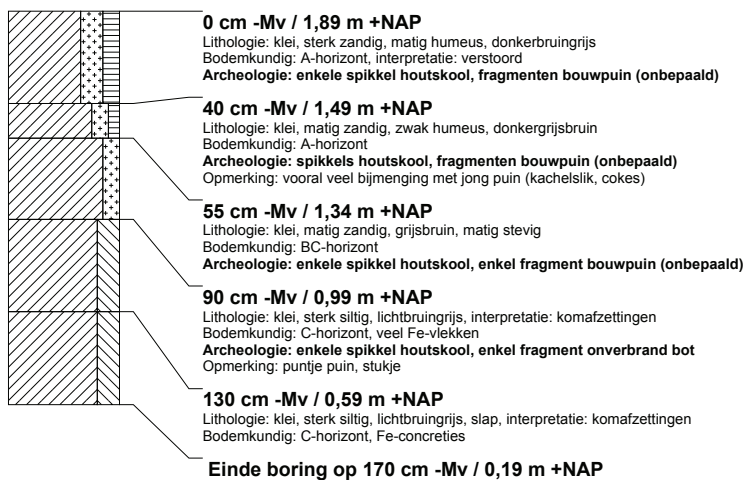 0 cm -Mv / 1,89 m +NAP
Lithologie: klei, sterk zandig, matig humeus, donkerbruingrijs
Bodemkundig: A-horizont, interpretatie: verstoord
Archeologie: enkele spikkel houtskool, fragmenten bouwpuin (onbepaald)
40 cm -Mv / 1,49 m +NAP
Lithologie: klei, matig zandig, zwak humeus, donkergrijsbruin
Bodemkundig: A-horizont
Archeologie: spikkels houtskool, fragmenten bouwpuin (onbepaald)
Opmerking: vooral veel bijmenging met jong puin (kachelslik, cokes)
55 cm -Mv / 1,34 m +NAP
Lithologie: klei, matig zandig, grijsbruin, matig stevig
Bodemkundig: BC-horizont
Archeologie: enkele spikkel houtskool, enkel fragment bouwpuin (onbepaald)
90 cm -Mv / 0,99 m +NAP
Lithologie: klei, sterk siltig, lichtbruingrijs, interpretatie: komafzettingen
Bodemkundig: C-horizont, veel Fe-vlekken
Archeologie: enkele spikkel houtskool, enkel fragment onverbrand bot
Opmerking: puntje puin, stukje
130 cm -Mv / 0,59 m +NAP
Lithologie: klei, sterk siltig, lichtbruingrijs, slap, interpretatie: komafzettingen
Bodemkundig: C-horizont, Fe-concreties
Einde boring op 170 cm -Mv / 0,19 m +NAP